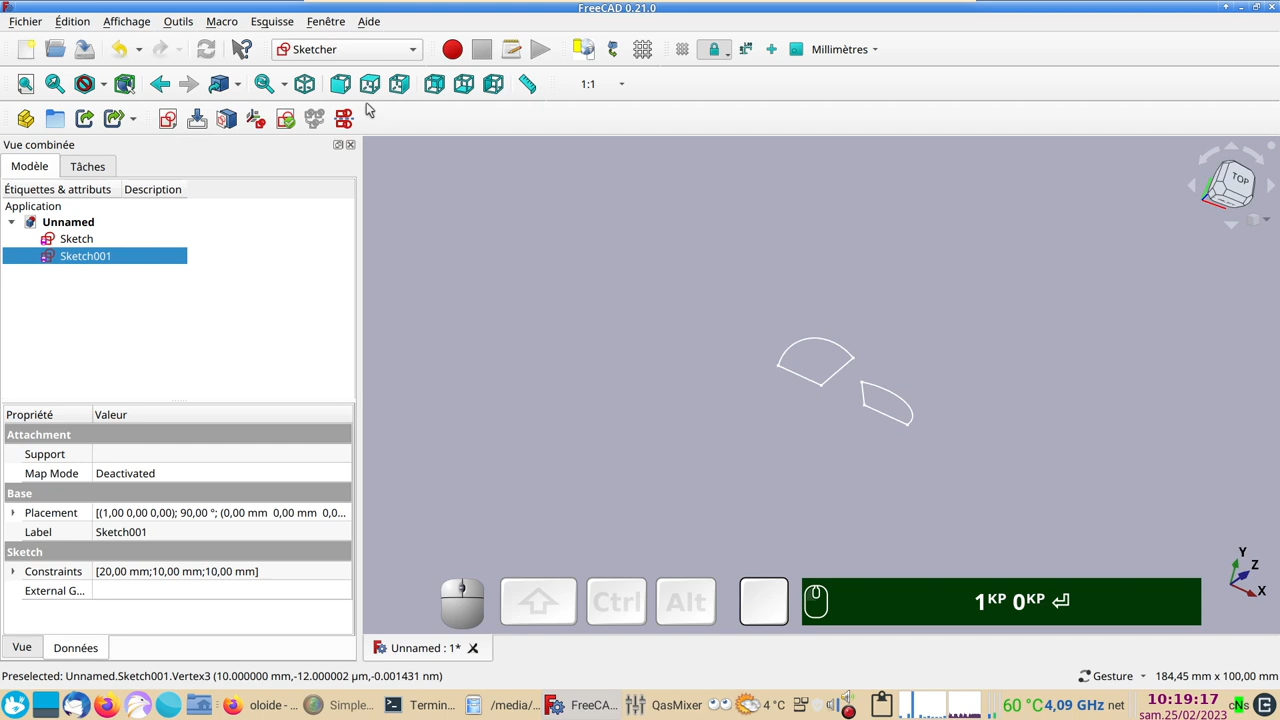 FreeCAD 0.21.0
Fichier Édition Affichage Outils Macro Esquisse Fenêtre Aide
Sketcher Millimètres
1:1
Vue combinée
Modèle Tâches
Étiquettes & attributs Description
Application
Unnamed
Sketch
Sketch001
TOP
Propriété Valeur
Attachment
Support
Map Mode Deactivated
Base
Placement [(1,00 0,00 0,00); 90,00 °; (0,00 mm 0,00 mm 0,0...
Label Sketch001
Sketch
Constraints [20,00 mm;10,00 mm;10,00 mm]
External G...
Y
Z
X
Ctrl Alt 1KP 0KP ⏎
Vue Données Unnamed : 1*
Preselected: Unnamed.Sketch001.Vertex3 (10.000000 mm,-12.000002 µm,-0.001431 nm) Gesture 184,45 mm x 100,00 mm
oloide - ... Simple... Termin... /media/... FreeCA... QasMixer 4 °C 60 °C 4,09 GHz net 10:19:17
sam.25/02/2023